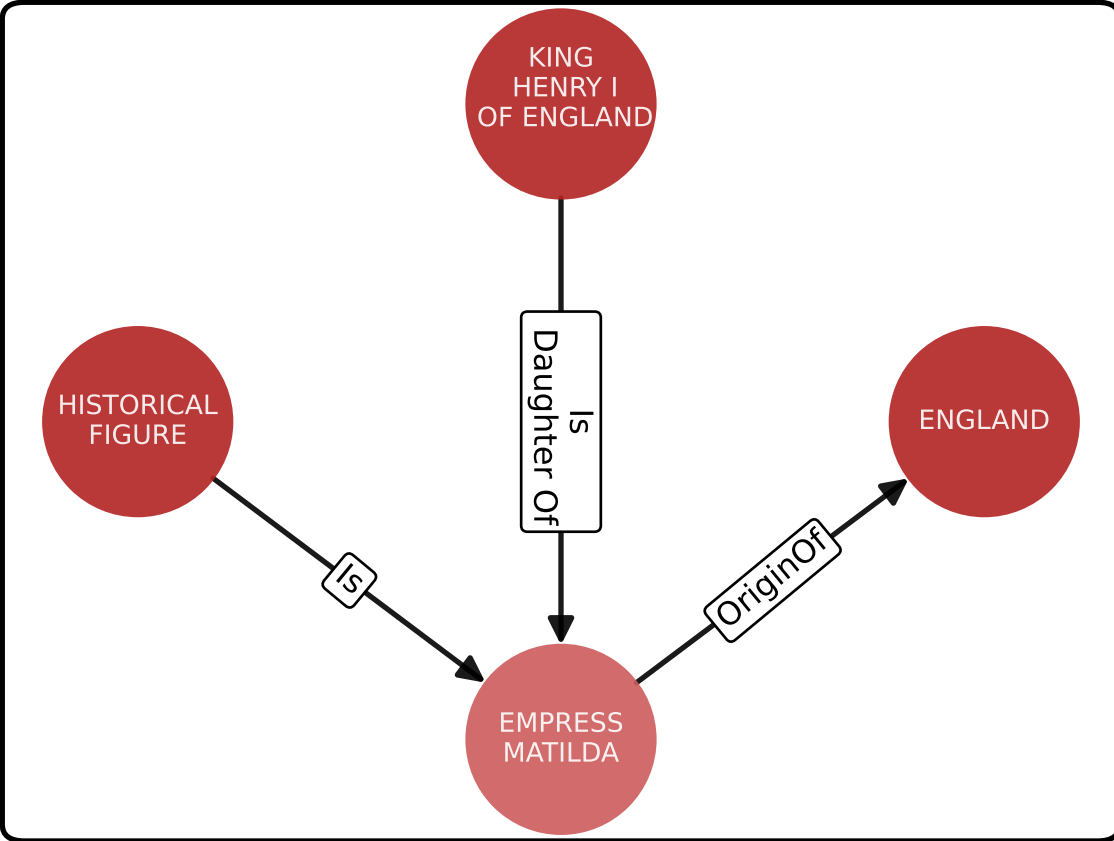 KING
HENRY I
OF ENGLAND
Is
Daughter Of
HISTORICAL
FIGURE
ENGLAND
Is
OriginOf
EMPRESS
MATILDA